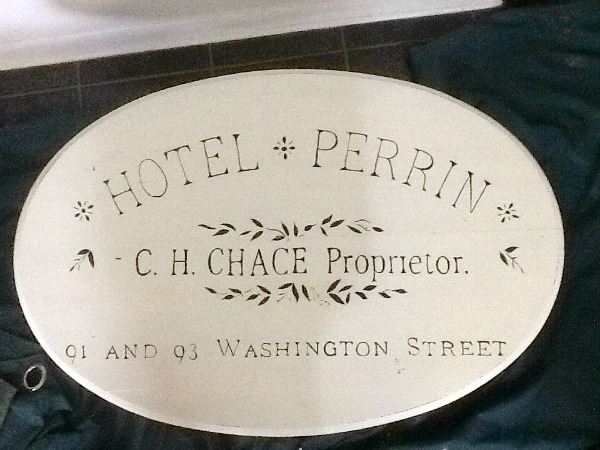 HOTEL PERRIN
C. H. CHACE Proprietor.
91 AND 93 WASHINGTON STREET